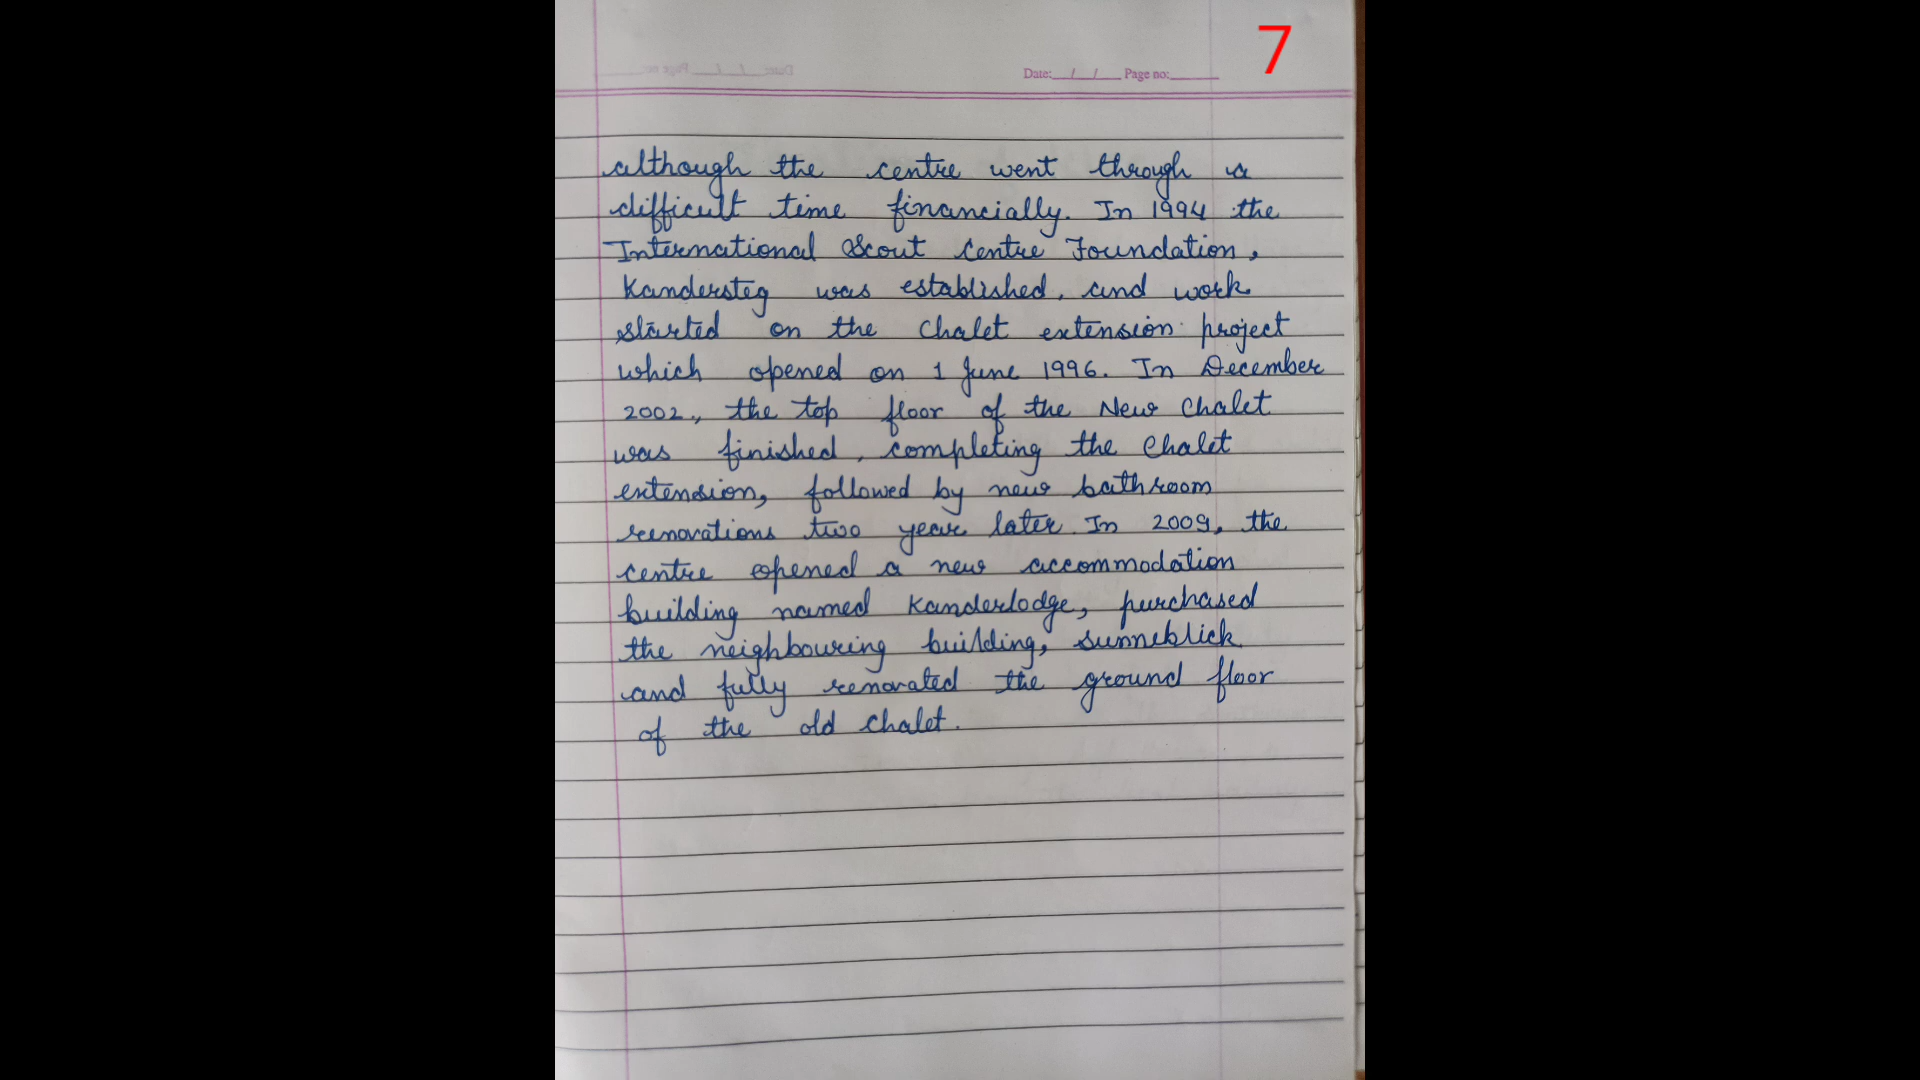 7
Date:__/__/__ Page no:______
although the centre went through a
difficult time financially. In 1994 the
International Scout Centre Foundation,
Kandersteg was established, and work
started on the Chalet extension project
which opened on 1 June 1996. In December
2002, the top floor of the New Chalet
was finished, completing the Chalet
extension, followed by new bathroom
renovations two year later. In 2009, the
centre opened a new accommodation
building named Kanderlodge, purchased
the neighbouring building, sunneblick
and fully renovated the ground floor
of the old chalet.